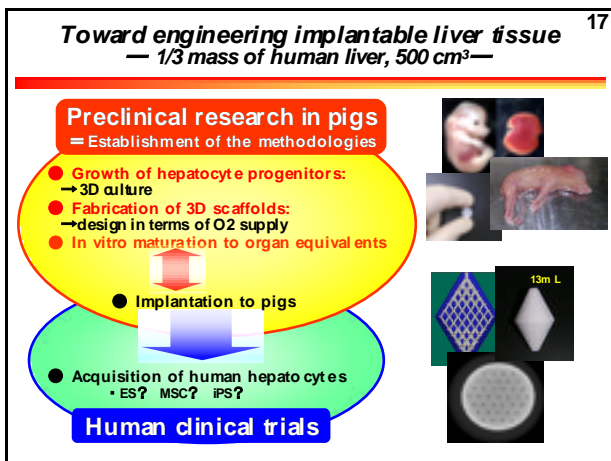 17
Toward engineering implantable liver tissue
— 1/3 mass of human liver, 500 cm³—
Preclinical research in pigs
= Establishment of the methodologies
● Growth of hepatocyte progenitors:
→3D culture
● Fabrication of 3D scaffolds:
→design in terms of O2 supply
● In vitro maturation to organ equivalents
● Implantation to pigs
13m L
● Acquisition of human hepatocytes
・ES? MSC? iPS?
Human clinical trials